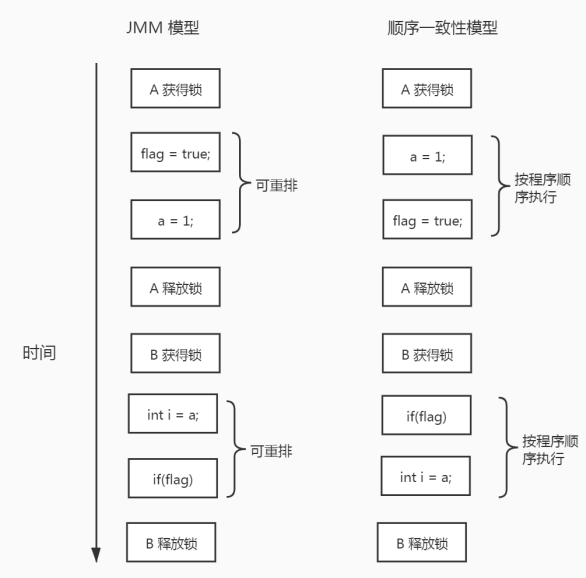 JMM 模型
顺序一致性模型
A 获得锁
A 获得锁
flag = true;
a = 1;
可重排
按程序顺
序执行
a = 1;
flag = true;
A 释放锁
A 释放锁
时间
B 获得锁
B 获得锁
int i = a;
if(flag)
可重排
按程序顺
序执行
if(flag)
int i = a;
B 释放锁
B 释放锁